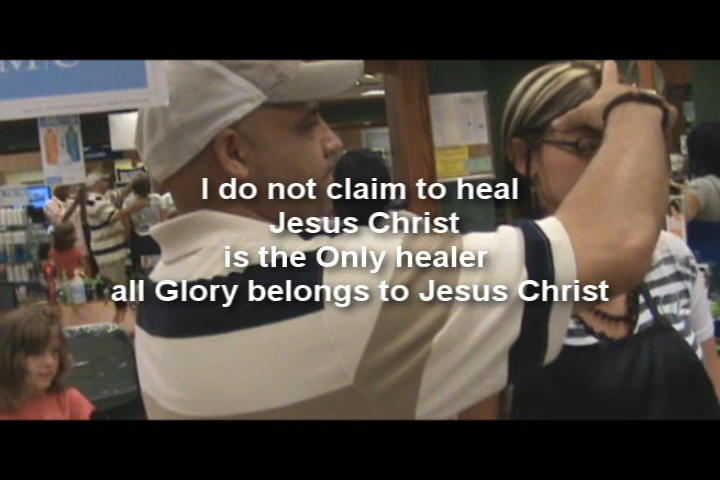 I do not claim to heal
Jesus Christ
is the Only healer
all Glory belongs to Jesus Christ